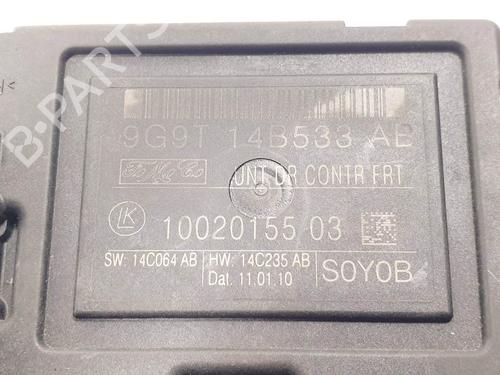 9G9T 14B533 AB
FoMoCo UNT DR CONTR FRT
LK 10020155 03
SW: 14C064 AB HW: 14C235 AB
Dat. 11.01.10 S0Y0B
B-PARTS